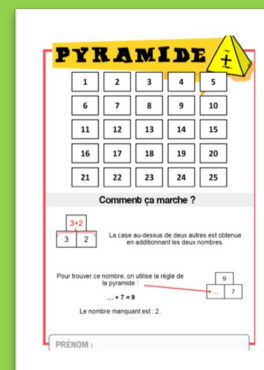 PYRAMIDE +
1 2 3 4 5
6 7 8 9 10
11 12 13 14 15
16 17 18 19 20
21 22 23 24 25
Comment ça marche ?
3+2
3 2
La case au-dessus de deux autres est obtenue
en additionnant les deux nombres.
Pour trouver ce nombre, on utilise la règle de
la pyramide :
9
... 7
... + 7 = 9
Le nombre manquant est : 2.
PRÉNOM :